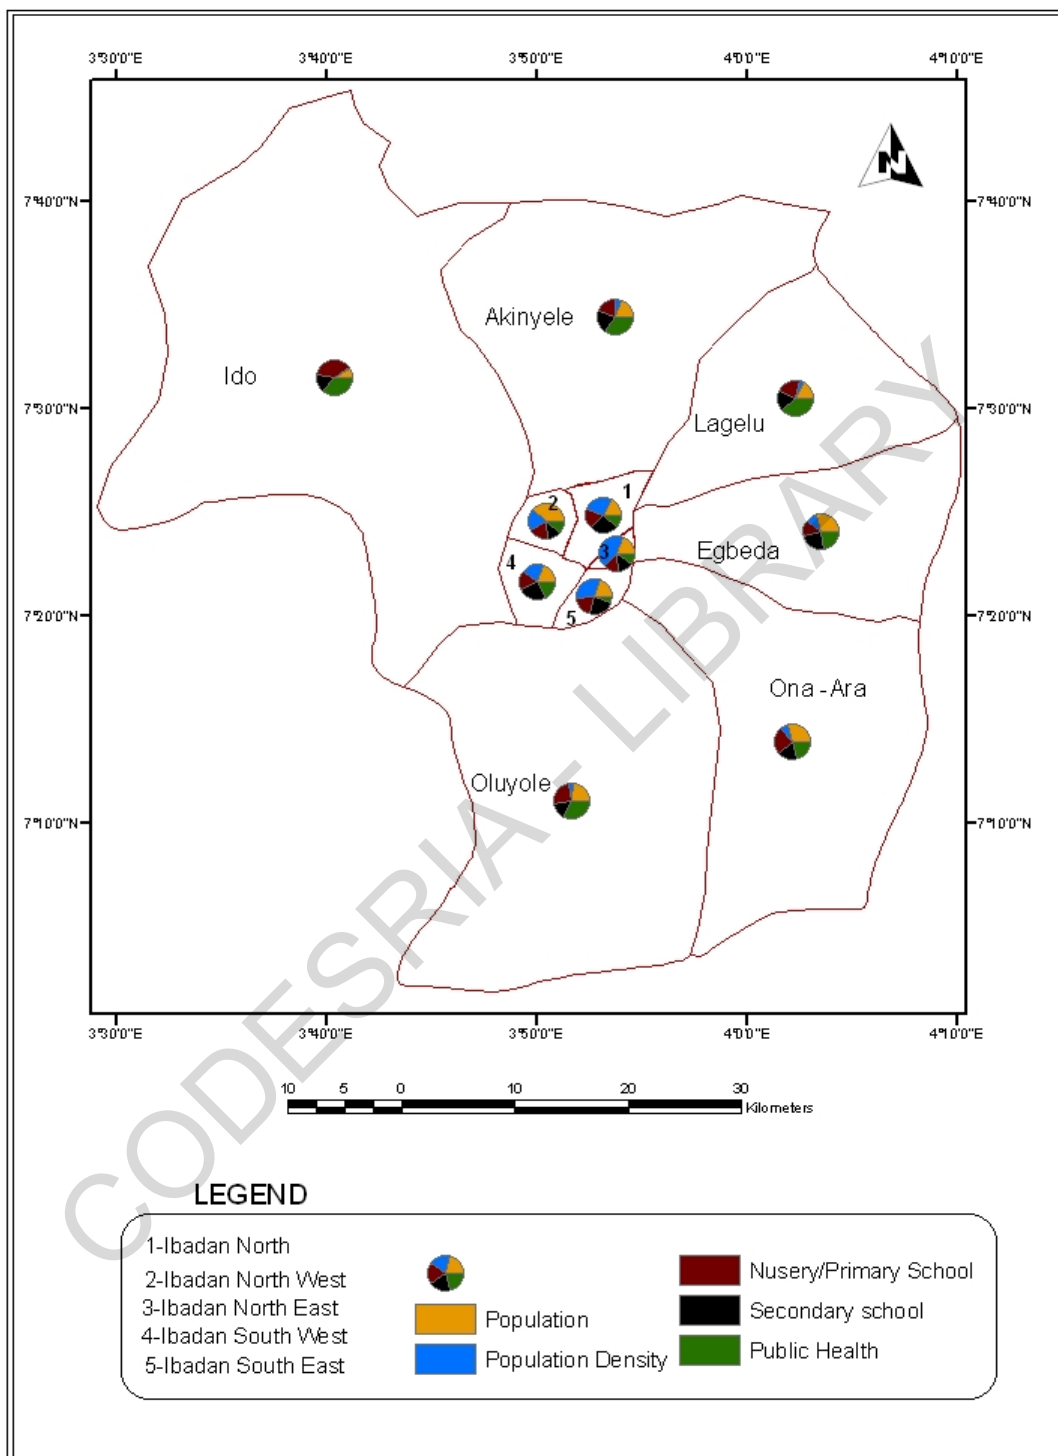 3°30'0"E 3°40'0"E 3°50'0"E 4°0'0"E 4°10'0"E
N
7°40'0"N 7°40'0"N
Akinyele
Ido
7°30'0"N 7°30'0"N
Lagelu
1
2
3
Egbeda
4
5
7°20'0"N 7°20'0"N
Ona-Ara
Oluyole
7°10'0"N 7°10'0"N
3°30'0"E 3°40'0"E 3°50'0"E 4°0'0"E 4°10'0"E
10 5 0 10 20 30
Kilometers
CODESRIA - LIBRARY
LEGEND
1-Ibadan North
2-Ibadan North West
3-Ibadan North East
4-Ibadan South West
5-Ibadan South East
Population
Population Density
Nusery/Primary School
Secondary school
Public Health